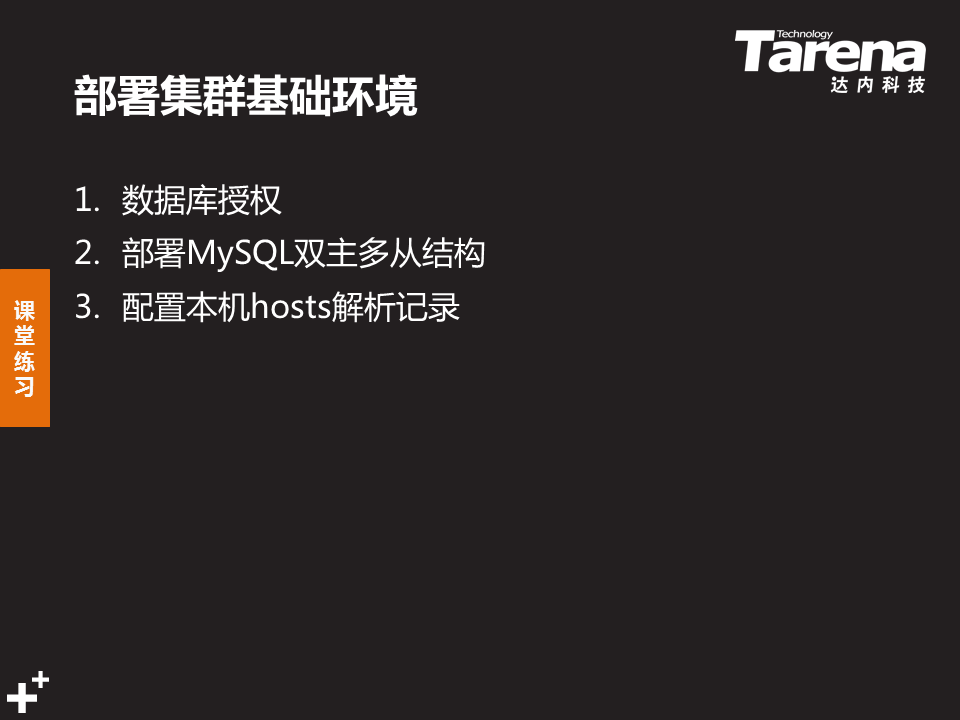 Technology
Tarena
达内科技
部署集群基础环境
1. 数据库授权
2. 部署MySQL双主多从结构
3. 配置本机hosts解析记录
课
堂
练
习